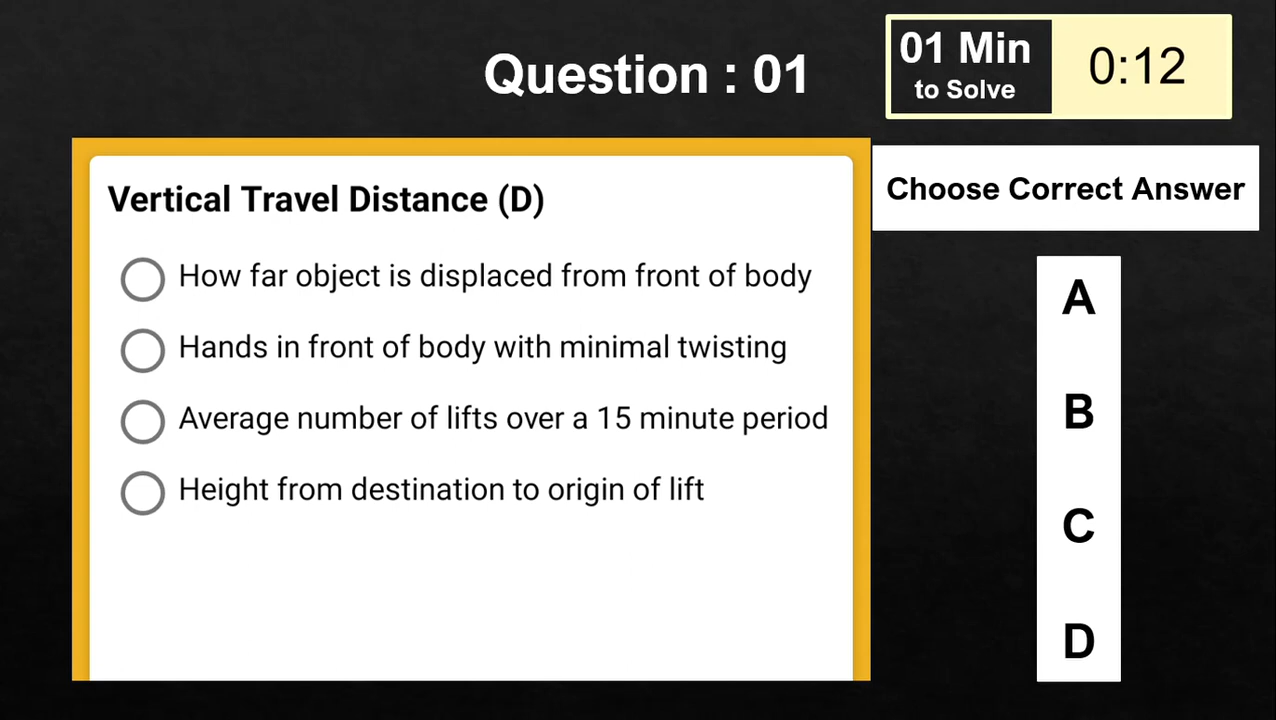 Question : 01
01 Min
to Solve
0:12
Vertical Travel Distance (D)
How far object is displaced from front of body
Hands in front of body with minimal twisting
Average number of lifts over a 15 minute period
Height from destination to origin of lift
Choose Correct Answer
A
B
C
D